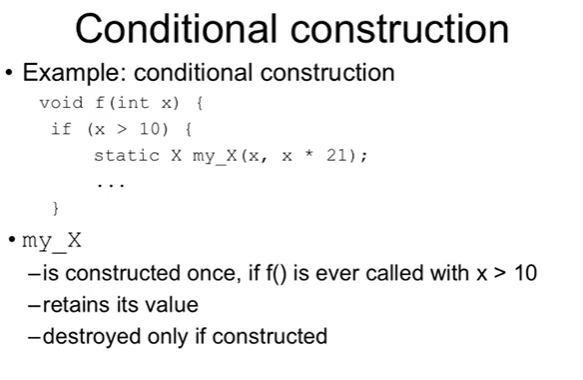 Conditional construction
• Example: conditional construction
void f(int x) {
if (x > 10) {
static X my_X(x, x * 21);
...
}
• my_X
–is constructed once, if f() is ever called with x > 10
–retains its value
–destroyed only if constructed